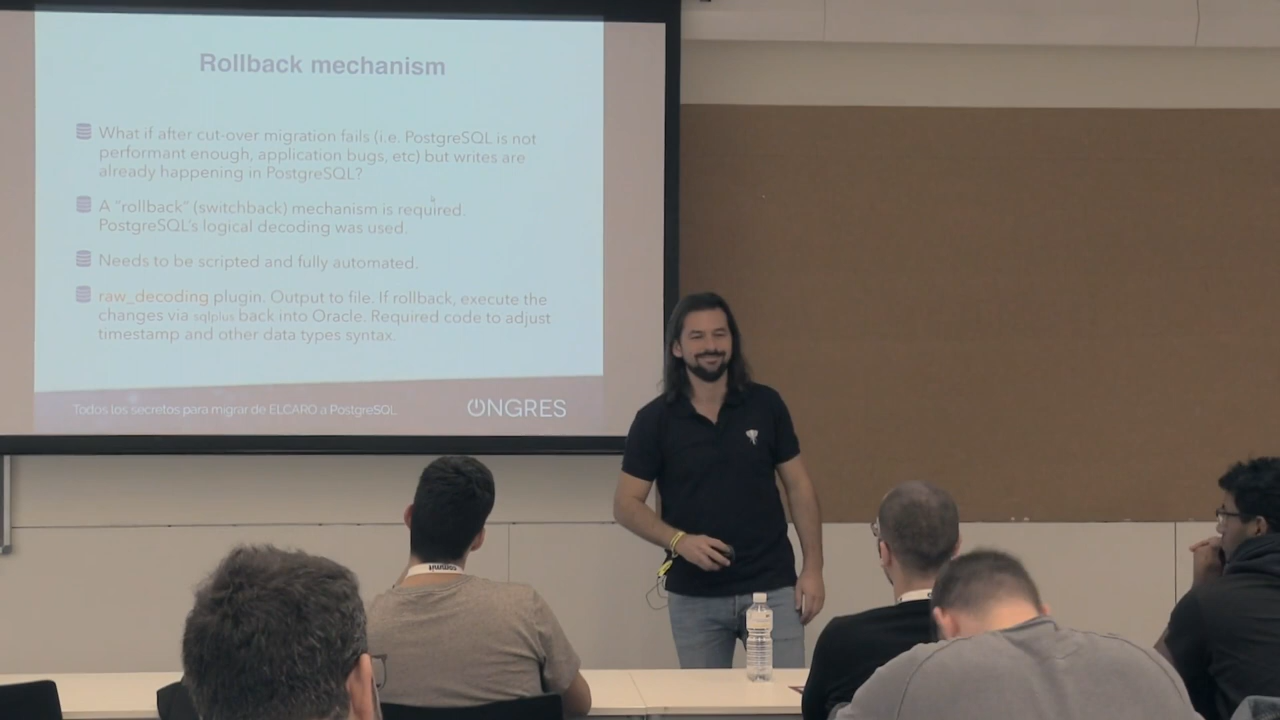 Rollback mechanism
What if after cut-over migration fails (i.e. PostgreSQL is not
performant enough, application bugs, etc) but writes are
already happening in PostgreSQL?
A "rollback" (switchback) mechanism is required.
PostgreSQL's logical decoding was used.
Needs to be scripted and fully automated.
raw_decoding plugin. Output to file. If rollback, execute the
changes via sqlplus back into Oracle. Required code to adjust
timestamp and other data types syntax.
Todos los secretos para migrar de ELCARO a PostgreSQL
ONGRES
commit